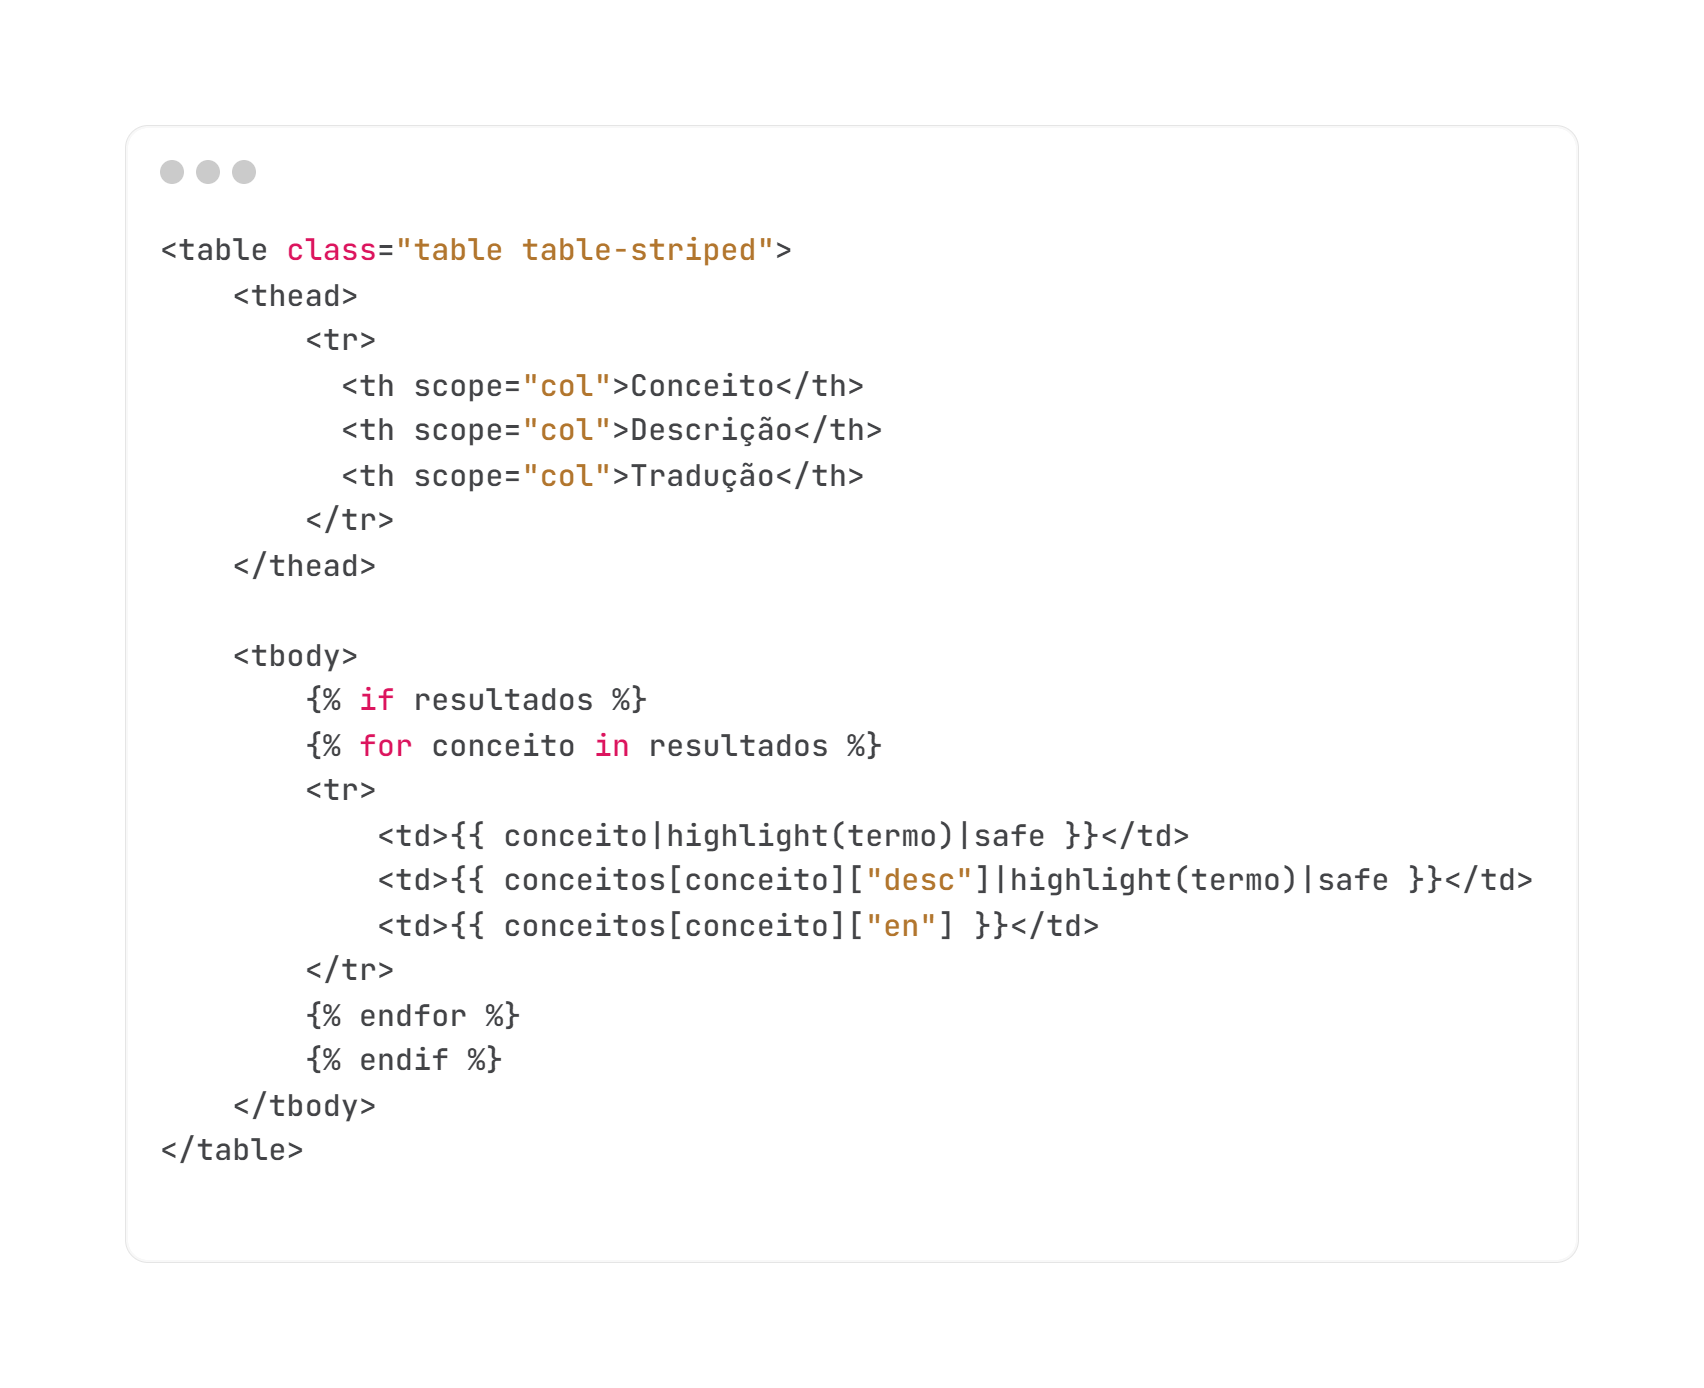 <table class="table table-striped">
    <thead>
        <tr>
          <th scope="col">Conceito</th>
          <th scope="col">Descrição</th>
          <th scope="col">Tradução</th>
        </tr>
    </thead>

    <tbody>
        {% if resultados %}
        {% for conceito in resultados %}
        <tr>
            <td>{{ conceito|highlight(termo)|safe }}</td>
            <td>{{ conceitos[conceito]["desc"]|highlight(termo)|safe }}</td>
            <td>{{ conceitos[conceito]["en"] }}</td>
        </tr>
        {% endfor %}
        {% endif %}
    </tbody>
</table>